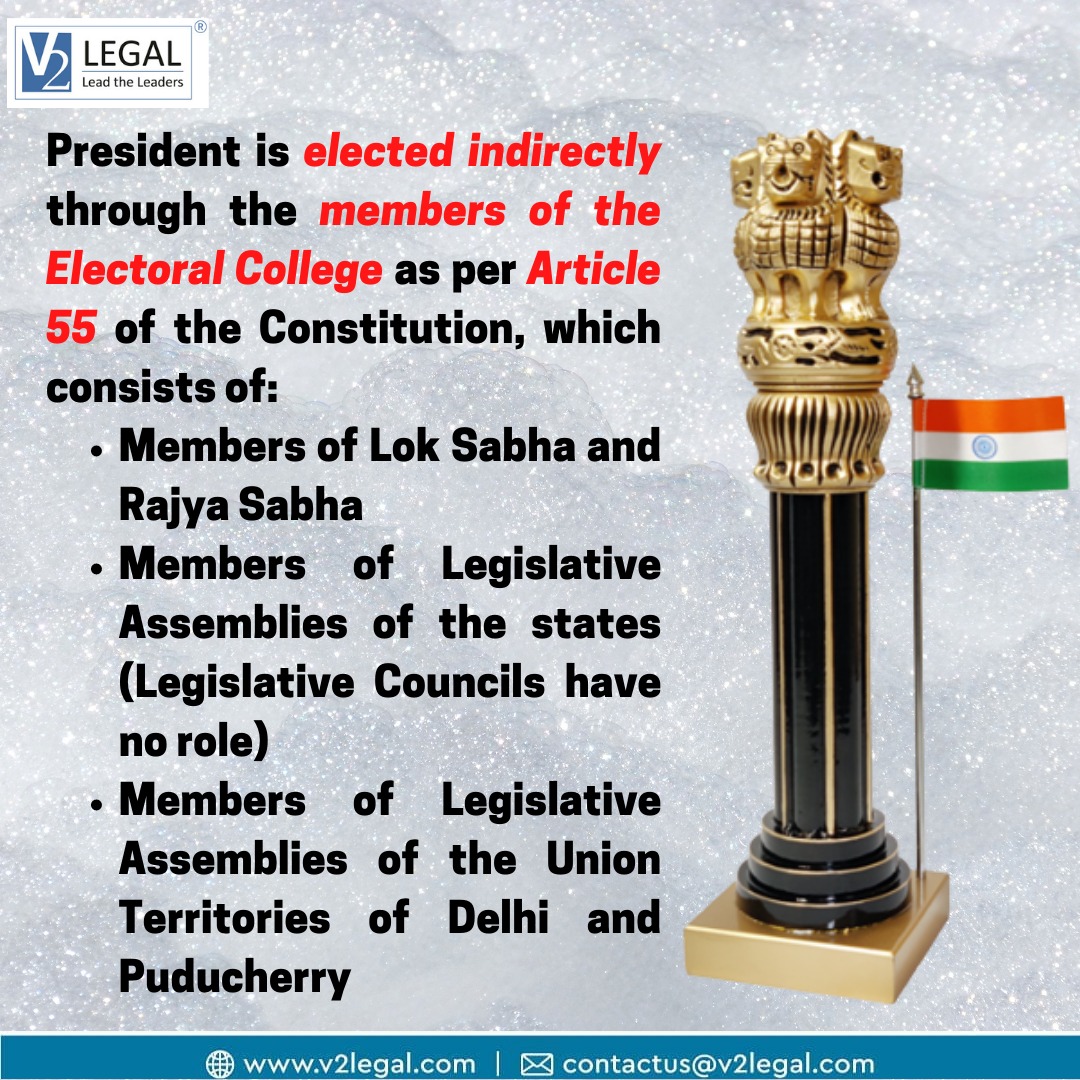 V2 LEGAL ®
Lead the Leaders
President is elected indirectly
through the members of the
Electoral College as per Article
55 of the Constitution, which
consists of:
• Members of Lok Sabha and
Rajya Sabha
• Members of Legislative
Assemblies of the states
(Legislative Councils have
no role)
• Members of Legislative
Assemblies of the Union
Territories of Delhi and
Puducherry
www.v2legal.com | contactus@v2legal.com